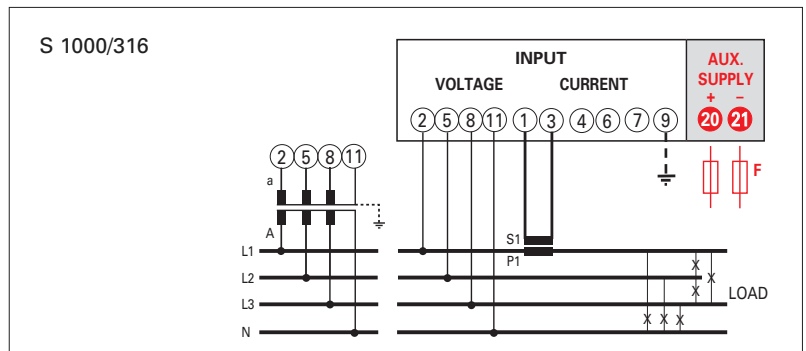 S 1000/316
INPUT
AUX.
SUPPLY
VOLTAGE CURRENT
+ –
2 5 8 11 1 3 4 6 7 9 20 21
2 5 8 11
F
a
A
S1
P1
L1
L2
L3
N
X
X
X
X X X
LOAD